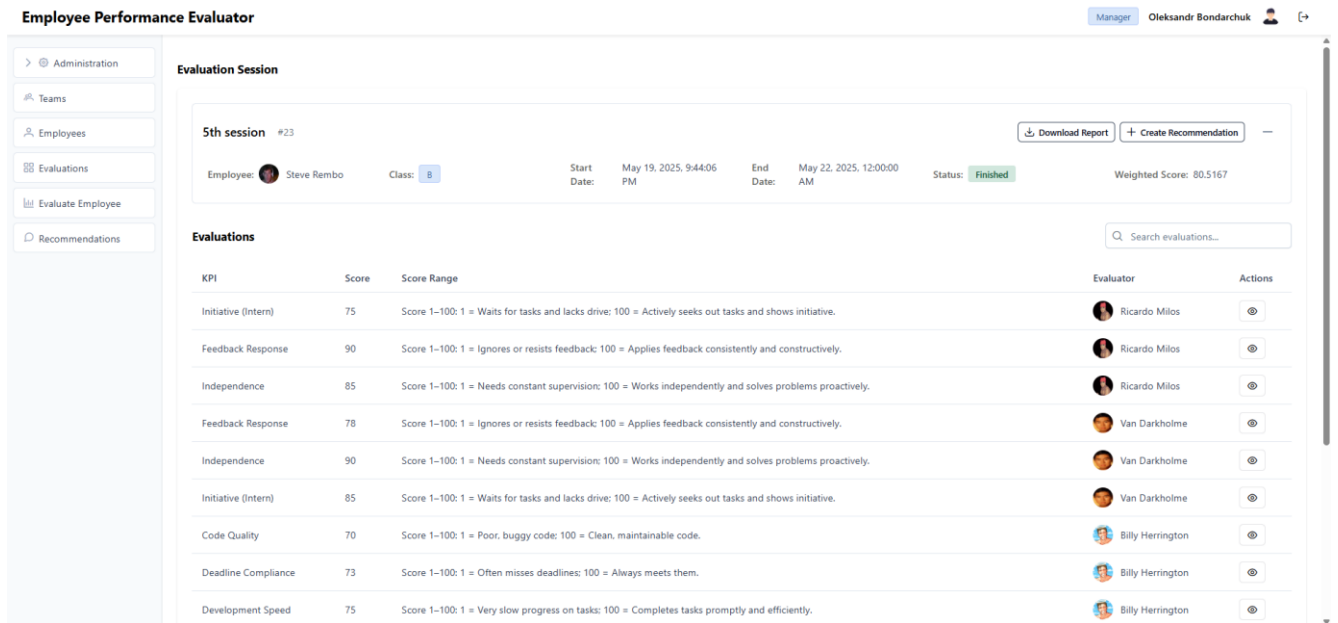 Employee Performance Evaluator
Manager Oleksandr Bondarchuk
Administration
Teams
Employees
Evaluations
Evaluate Employee
Recommendations
Evaluation Session
5th session #23 Download Report Create Recommendation
Employee: Steve Rembo Class: B Start Date: May 19, 2025, 9:44:06 PM End Date: May 22, 2025, 12:00:00 AM Status: Finished Weighted Score: 80.5167
Evaluations Search evaluations...
KPI Score Score Range Evaluator Actions
Initiative (Intern) 75 Score 1–100: 1 = Waits for tasks and lacks drive; 100 = Actively seeks out tasks and shows initiative. Ricardo Milos
Feedback Response 90 Score 1–100: 1 = Ignores or resists feedback; 100 = Applies feedback consistently and constructively. Ricardo Milos
Independence 85 Score 1–100: 1 = Needs constant supervision; 100 = Works independently and solves problems proactively. Ricardo Milos
Feedback Response 78 Score 1–100: 1 = Ignores or resists feedback; 100 = Applies feedback consistently and constructively. Van Darkholme
Independence 90 Score 1–100: 1 = Needs constant supervision; 100 = Works independently and solves problems proactively. Van Darkholme
Initiative (Intern) 85 Score 1–100: 1 = Waits for tasks and lacks drive; 100 = Actively seeks out tasks and shows initiative. Van Darkholme
Code Quality 70 Score 1–100: 1 = Poor, buggy code; 100 = Clean, maintainable code. Billy Herrington
Deadline Compliance 73 Score 1–100: 1 = Often misses deadlines; 100 = Always meets them. Billy Herrington
Development Speed 75 Score 1–100: 1 = Very slow progress on tasks; 100 = Completes tasks promptly and efficiently. Billy Herrington